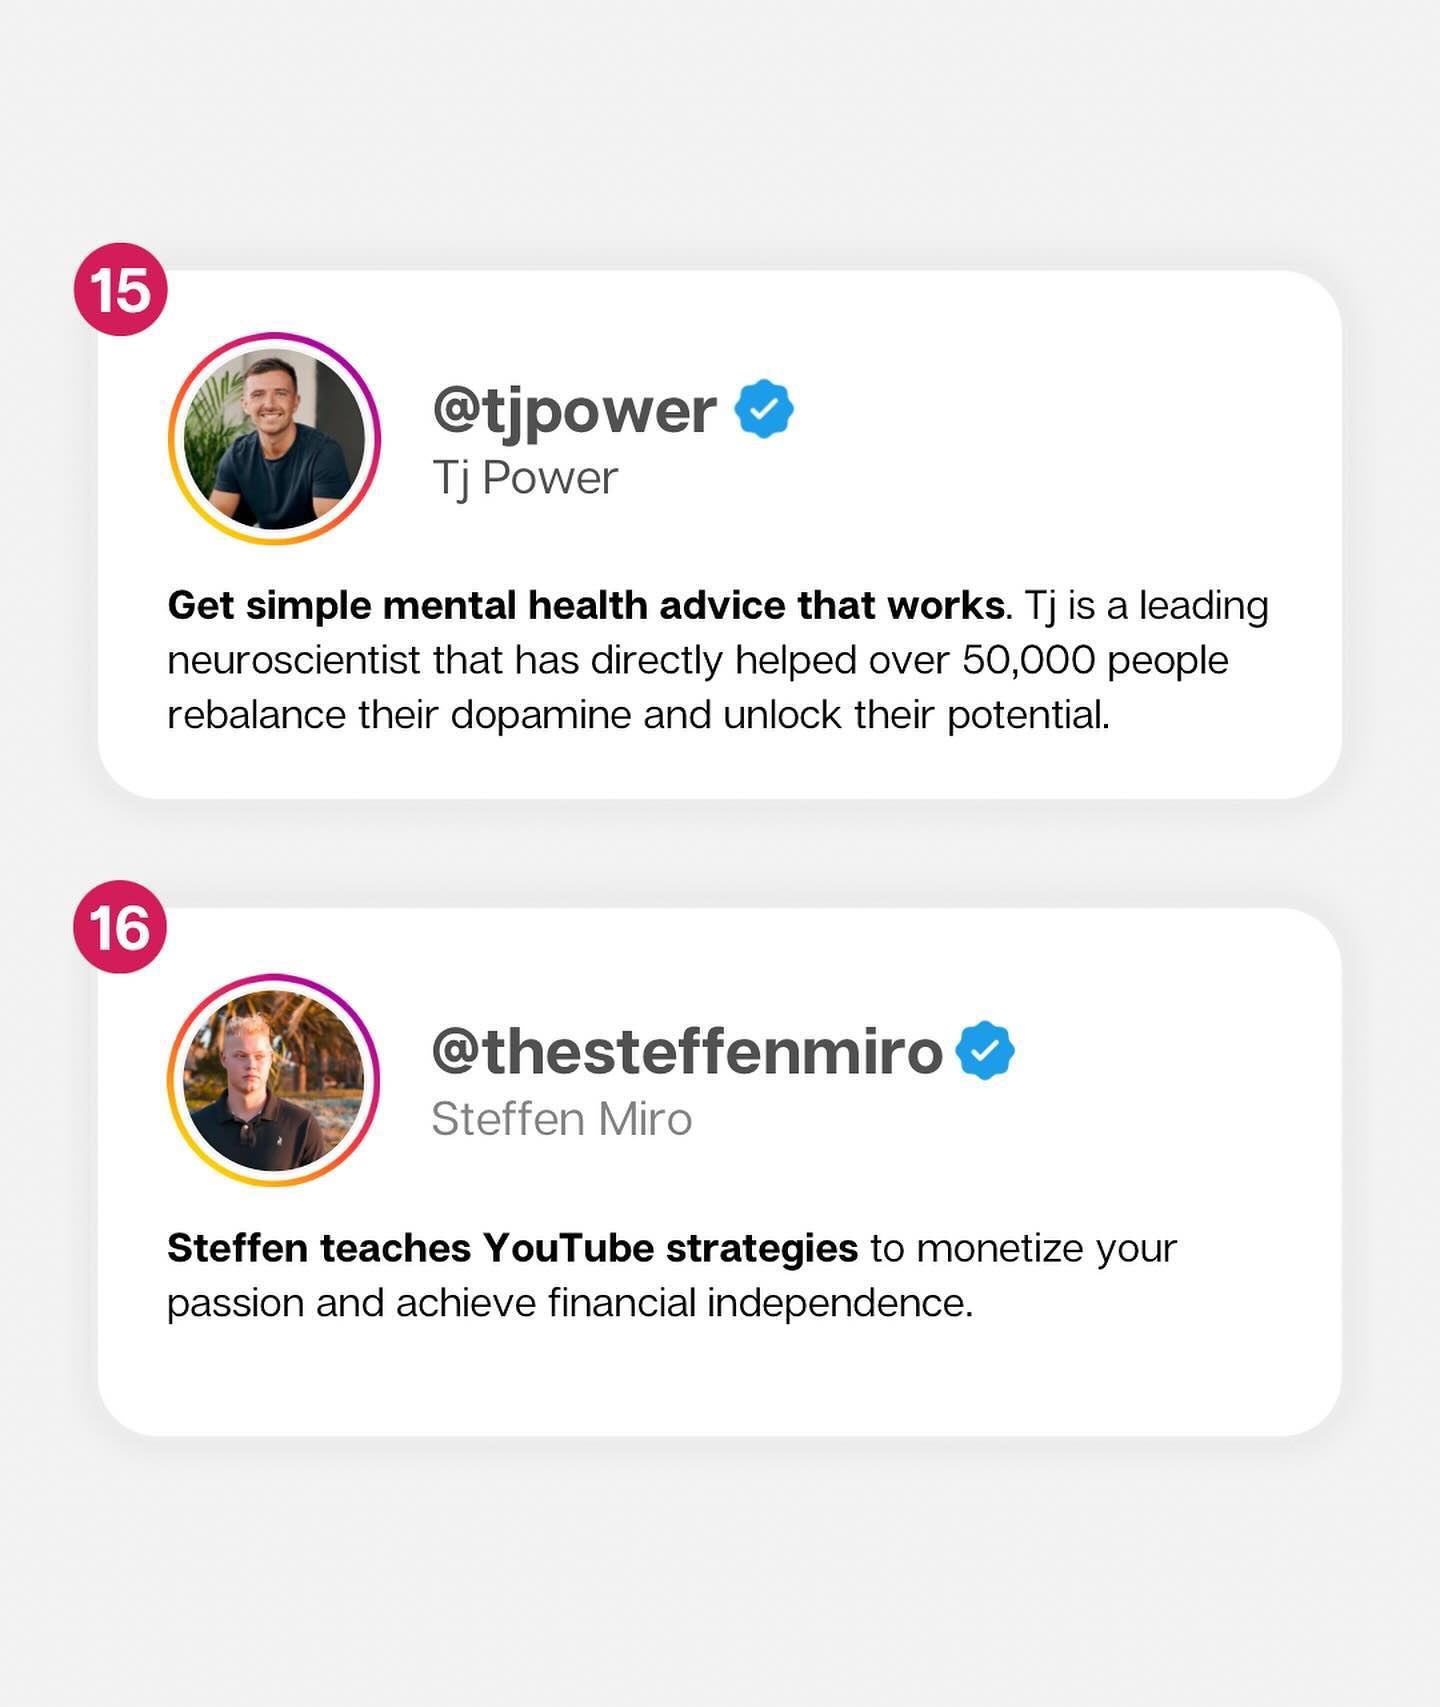 15
@tjpower
Tj Power
Get simple mental health advice that works. Tj is a leading
neuroscientist that has directly helped over 50,000 people
rebalance their dopamine and unlock their potential.
16
@thesteffenmiro
Steffen Miro
Steffen teaches YouTube strategies to monetize your
passion and achieve financial independence.